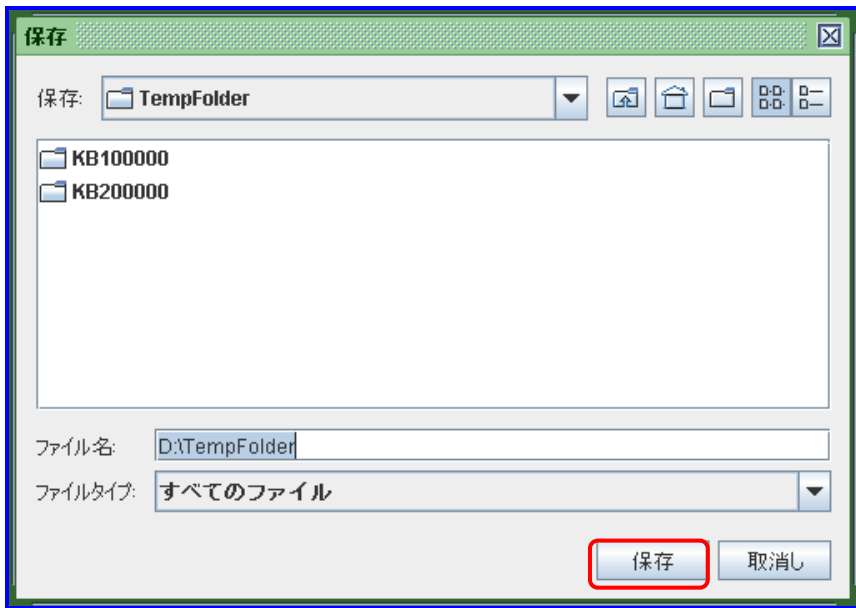 保存
保存: TempFolder
KB100000
KB200000
ファイル名: D:\TempFolder
ファイルタイプ: すべてのファイル
保存 取消し